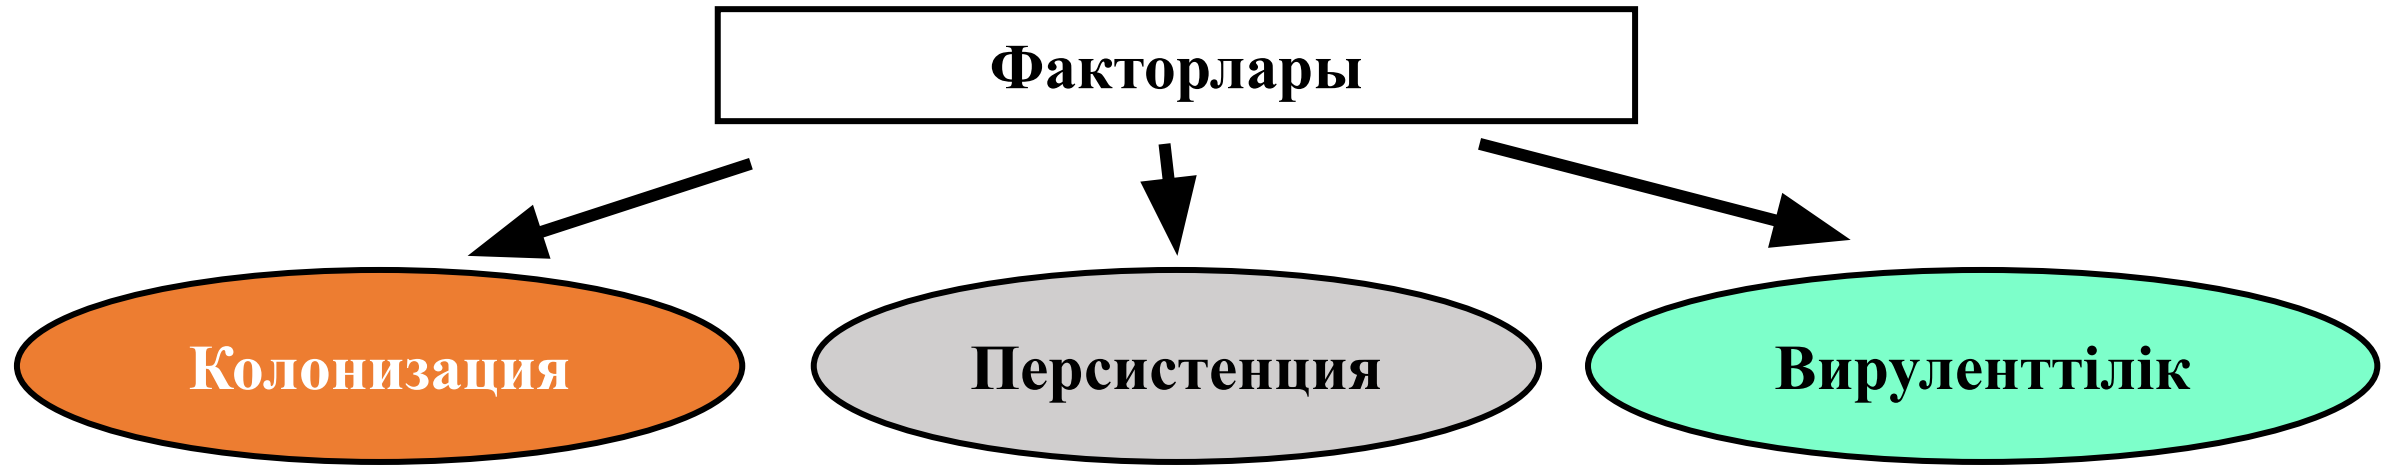 Факторлары
Колонизация
Персистенция
Вируленттілік